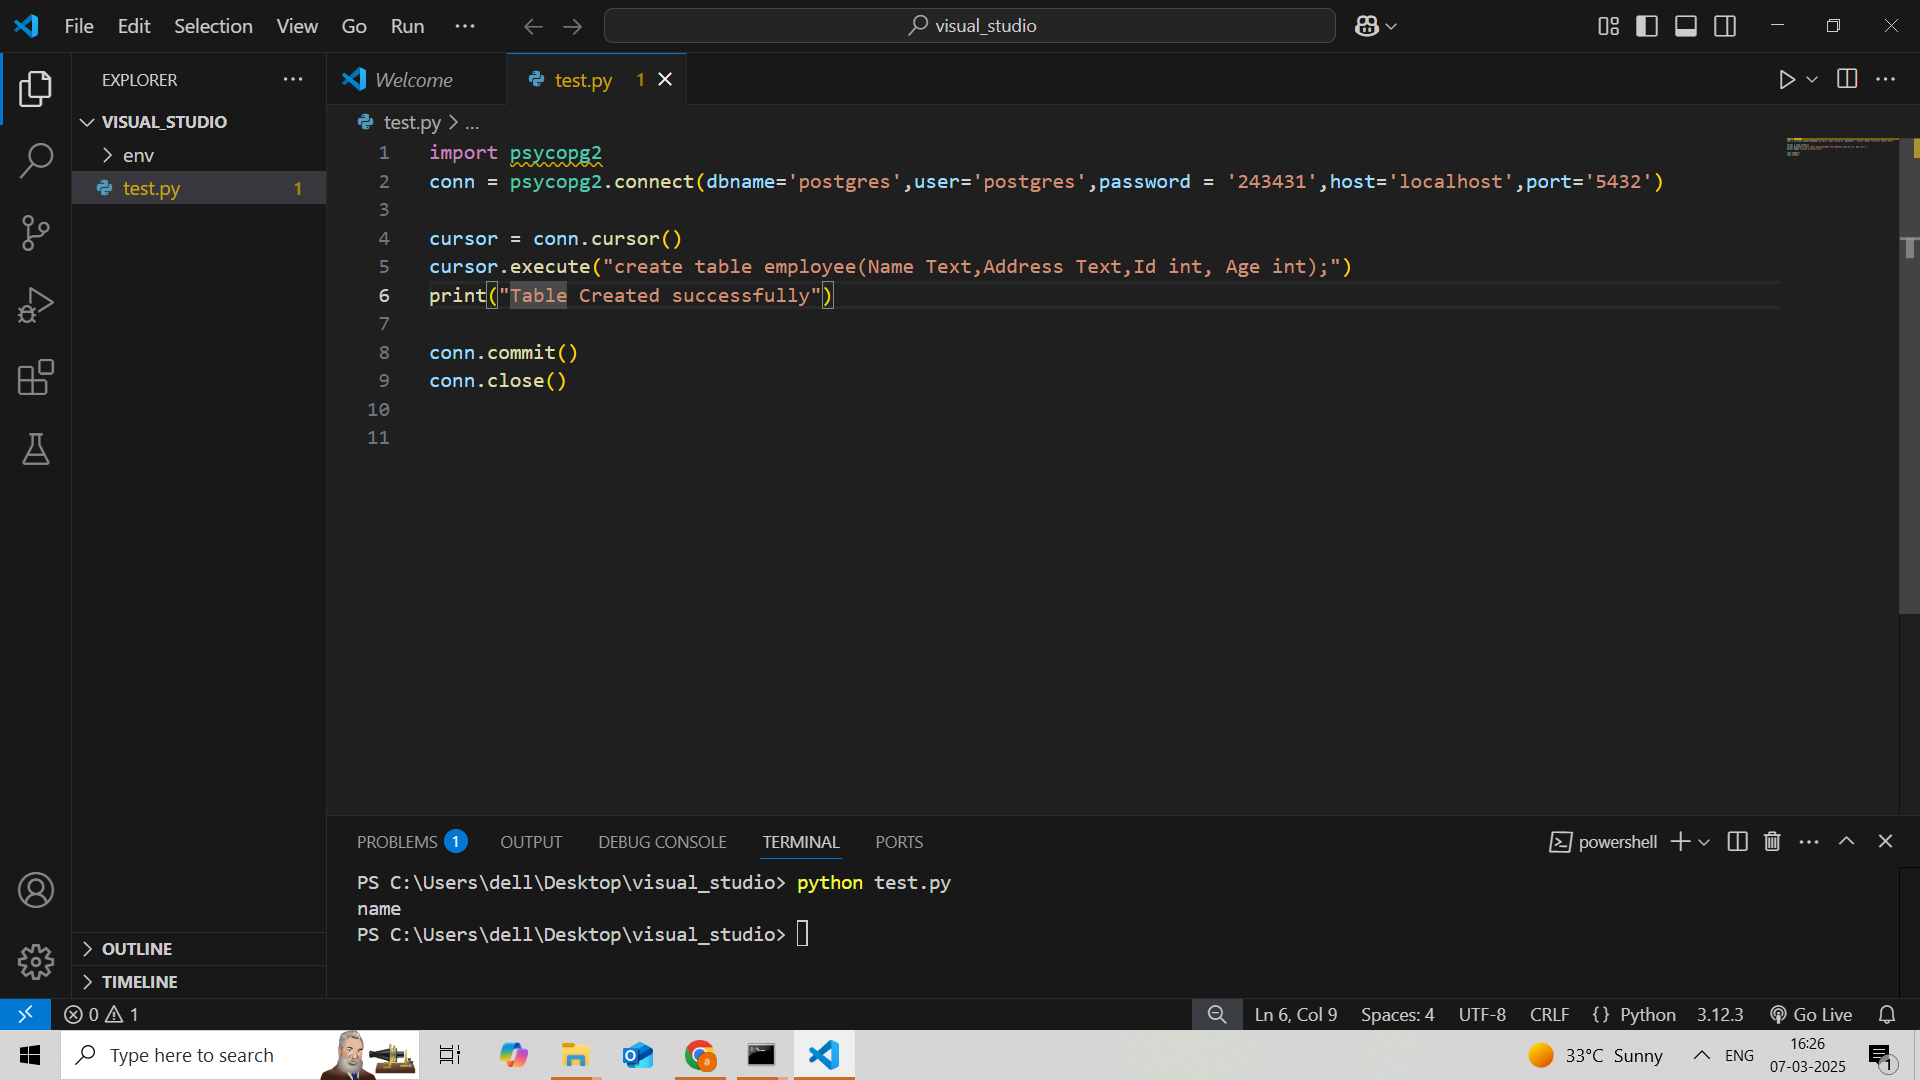 File Edit Selection View Go Run ···
visual_studio
EXPLORER
VISUAL_STUDIO
env
test.py 1
OUTLINE
TIMELINE
Welcome
test.py 1
test.py > ...
1 import psycopg2
2 conn = psycopg2.connect(dbname='postgres',user='postgres',password = '243431',host='localhost',port='5432')
3
4 cursor = conn.cursor()
5 cursor.execute("create table employee(Name Text,Address Text,Id int, Age int);")
6 print("Table Created successfully")
7
8 conn.commit()
9 conn.close()
10
11
PROBLEMS 1 OUTPUT DEBUG CONSOLE TERMINAL PORTS
powershell
PS C:\Users\dell\Desktop\visual_studio> python test.py
name
PS C:\Users\dell\Desktop\visual_studio>
0 1
Ln 6, Col 9 Spaces: 4 UTF-8 CRLF {} Python 3.12.3 Go Live
Type here to search
33°C Sunny
ENG
16:26
07-03-2025
1